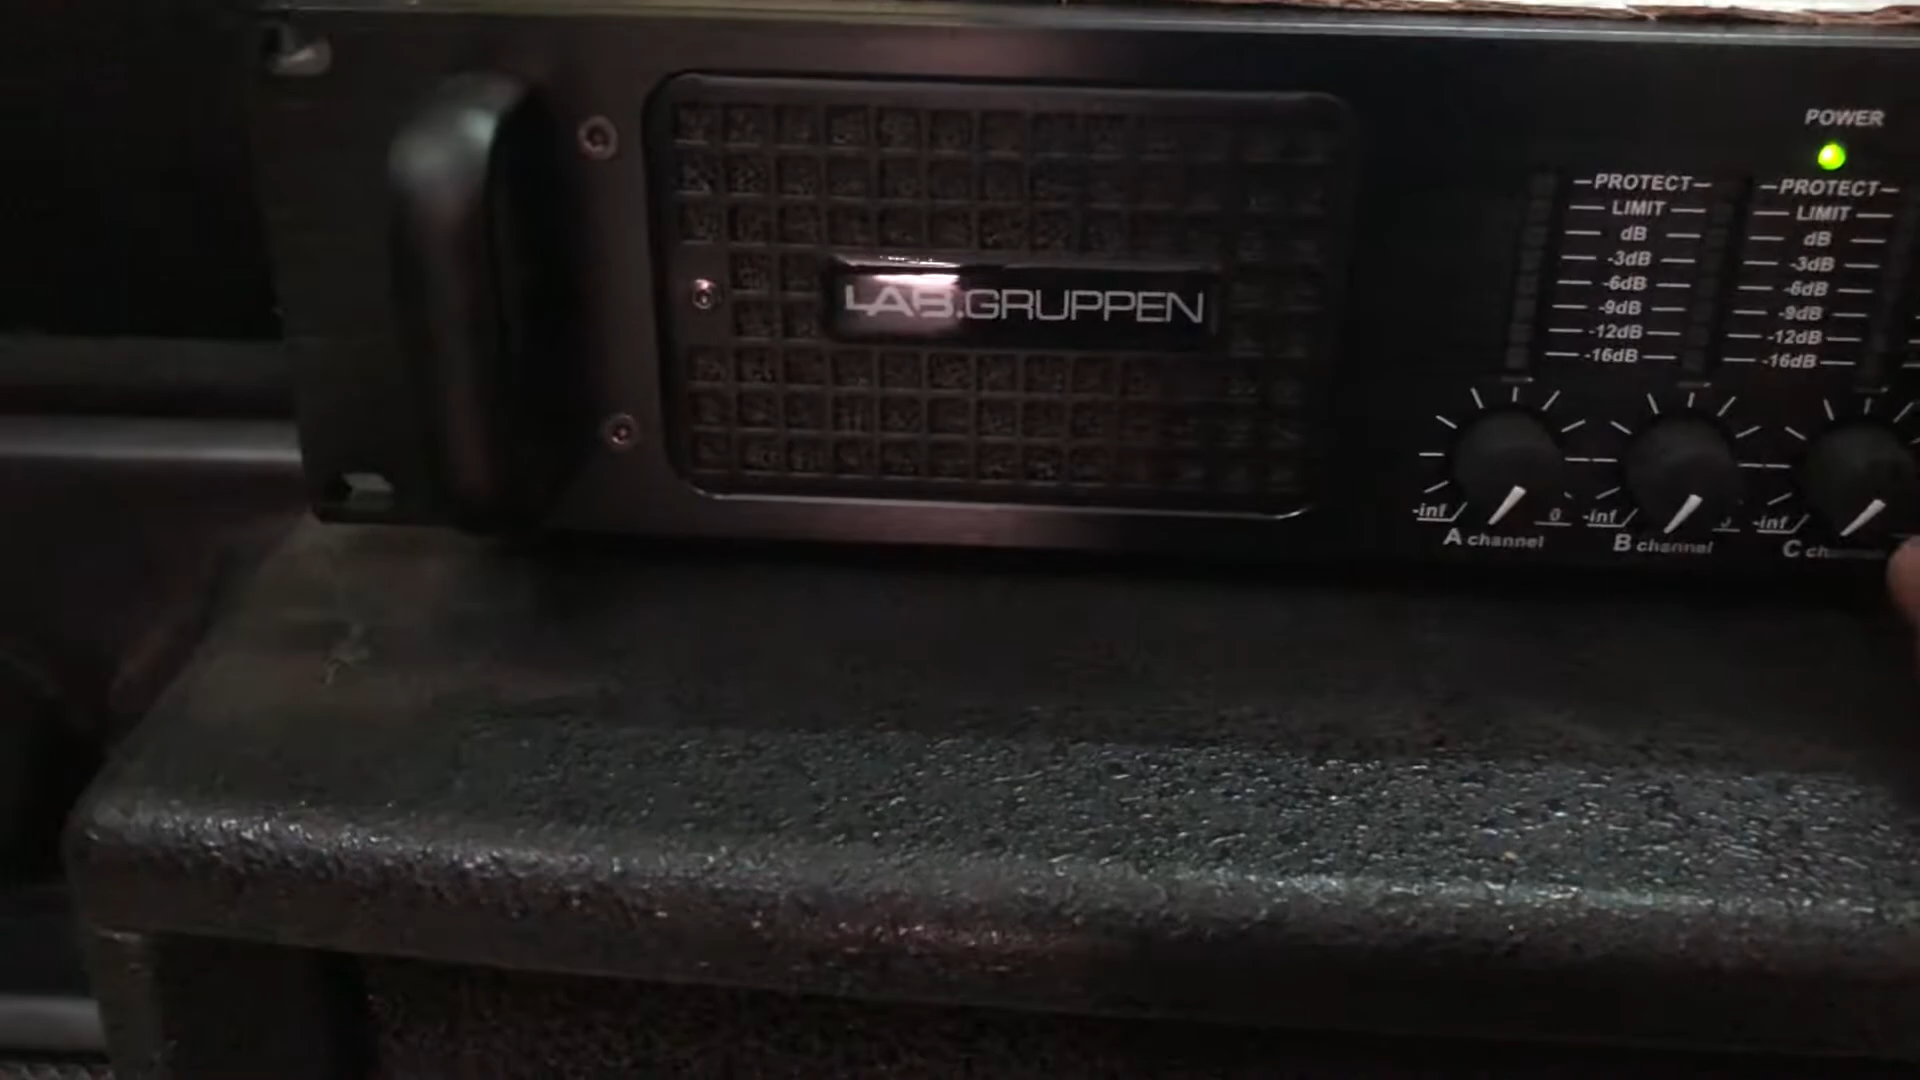 LAB.GRUPPEN
POWER
PROTECT
LIMIT
dB
-3dB
-6dB
-9dB
-12dB
-16dB
PROTECT
LIMIT
dB
-3dB
-6dB
-9dB
-12dB
-16dB
-inf 0
A channel
-inf
B channel
-inf
C